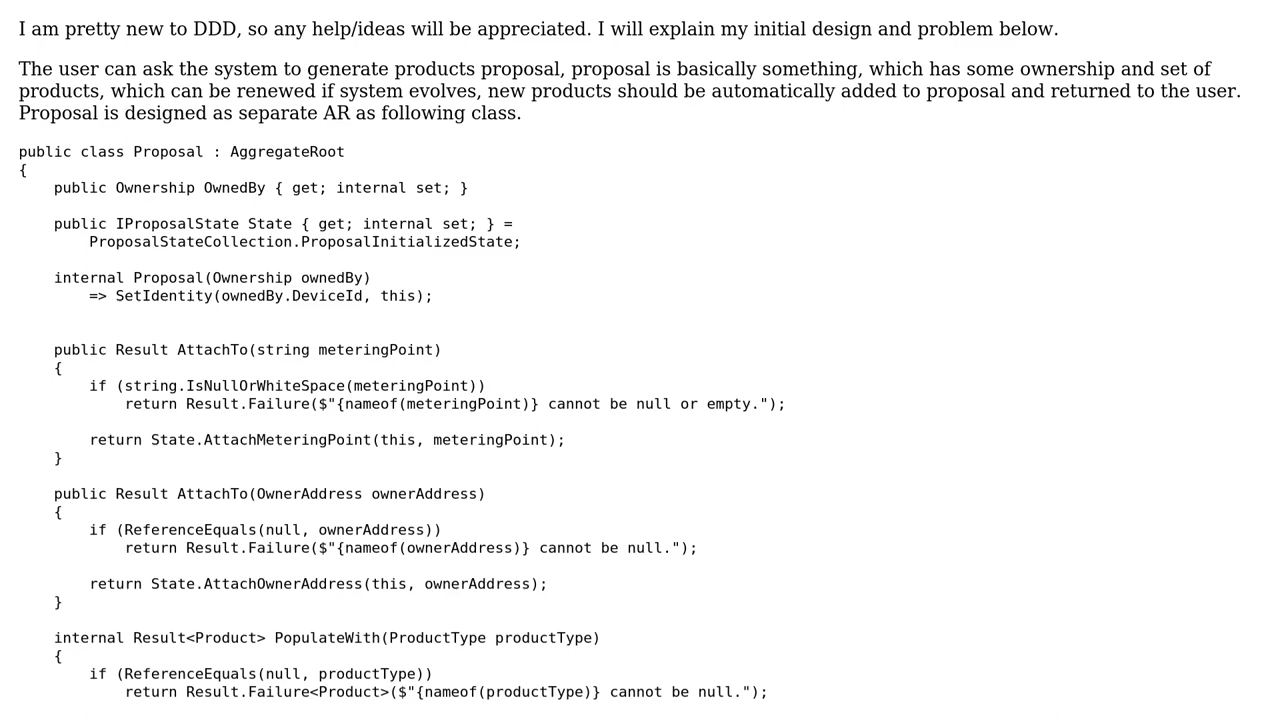 I am pretty new to DDD, so any help/ideas will be appreciated. I will explain my initial design and problem below.
The user can ask the system to generate products proposal, proposal is basically something, which has some ownership and set of
products, which can be renewed if system evolves, new products should be automatically added to proposal and returned to the user.
Proposal is designed as separate AR as following class.
public class Proposal : AggregateRoot
{
    public Ownership OwnedBy { get; internal set; }
    public IProposalState State { get; internal set; } =
        ProposalStateCollection.ProposalInitializedState;
    internal Proposal(Ownership ownedBy)
        => SetIdentity(ownedBy.DeviceId, this);
    public Result AttachTo(string meteringPoint)
    {
        if (string.IsNullOrWhiteSpace(meteringPoint))
            return Result.Failure($"{nameof(meteringPoint)} cannot be null or empty.");
        return State.AttachMeteringPoint(this, meteringPoint);
    }
    public Result AttachTo(OwnerAddress ownerAddress)
    {
        if (ReferenceEquals(null, ownerAddress))
            return Result.Failure($"{nameof(ownerAddress)} cannot be null.");
        return State.AttachOwnerAddress(this, ownerAddress);
    }
    internal Result<Product> PopulateWith(ProductType productType)
    {
        if (ReferenceEquals(null, productType))
            return Result.Failure<Product>($"{nameof(productType)} cannot be null.");